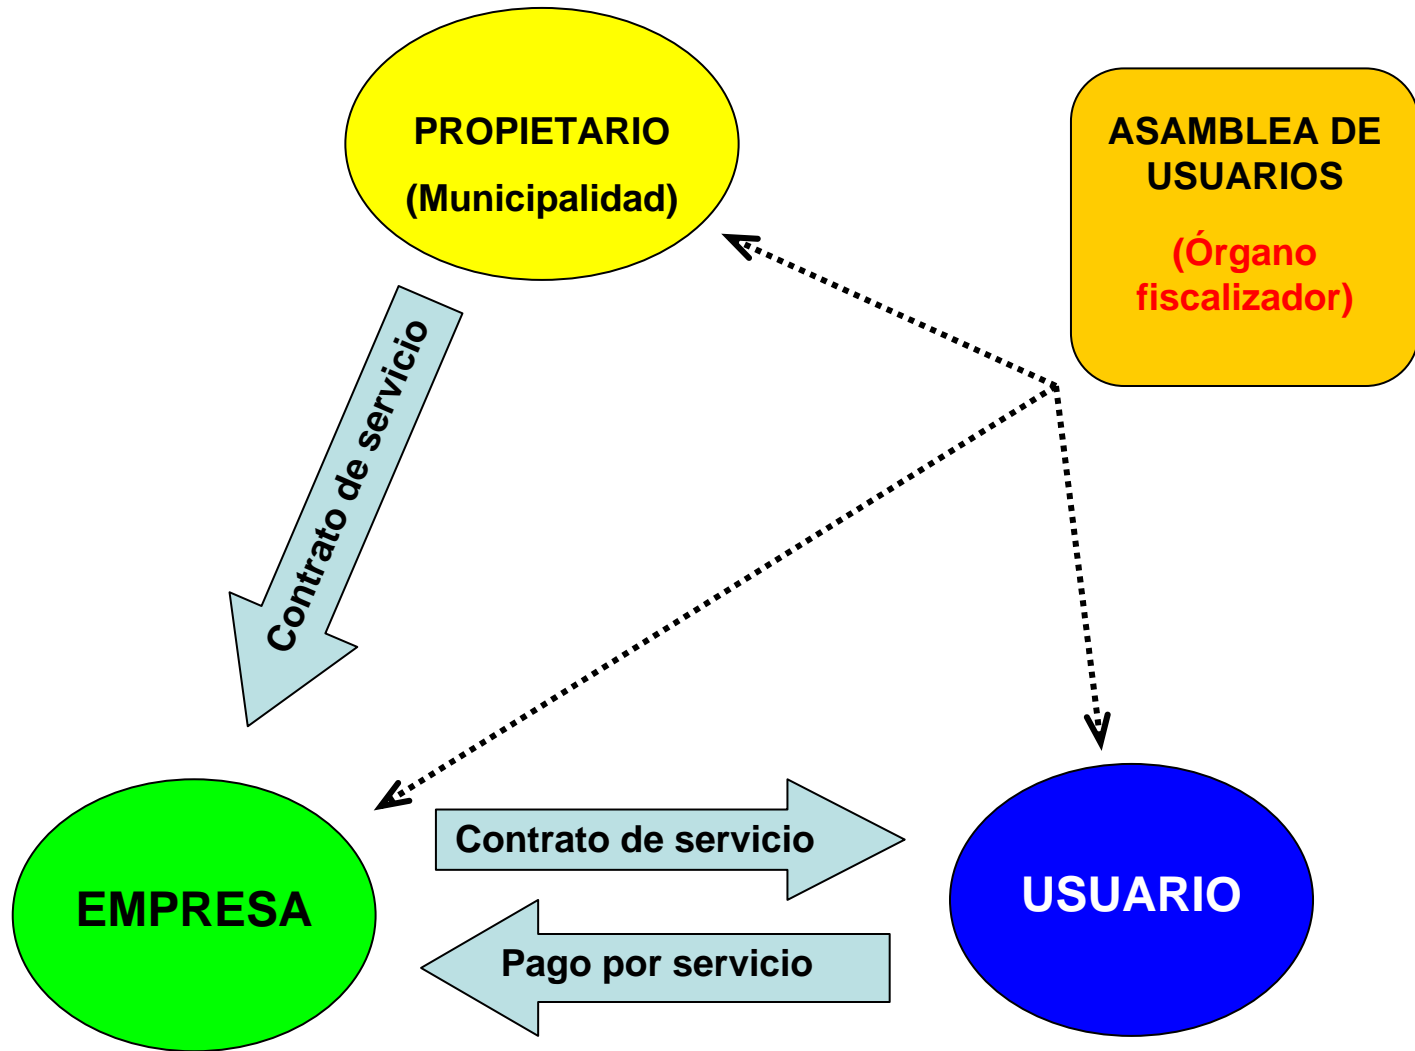 PROPIETARIO
(Municipalidad)
ASAMBLEA DE
USUARIOS
(Órgano
fiscalizador)
Contrato de servicio
Contrato de servicio
EMPRESA
USUARIO
Pago por servicio